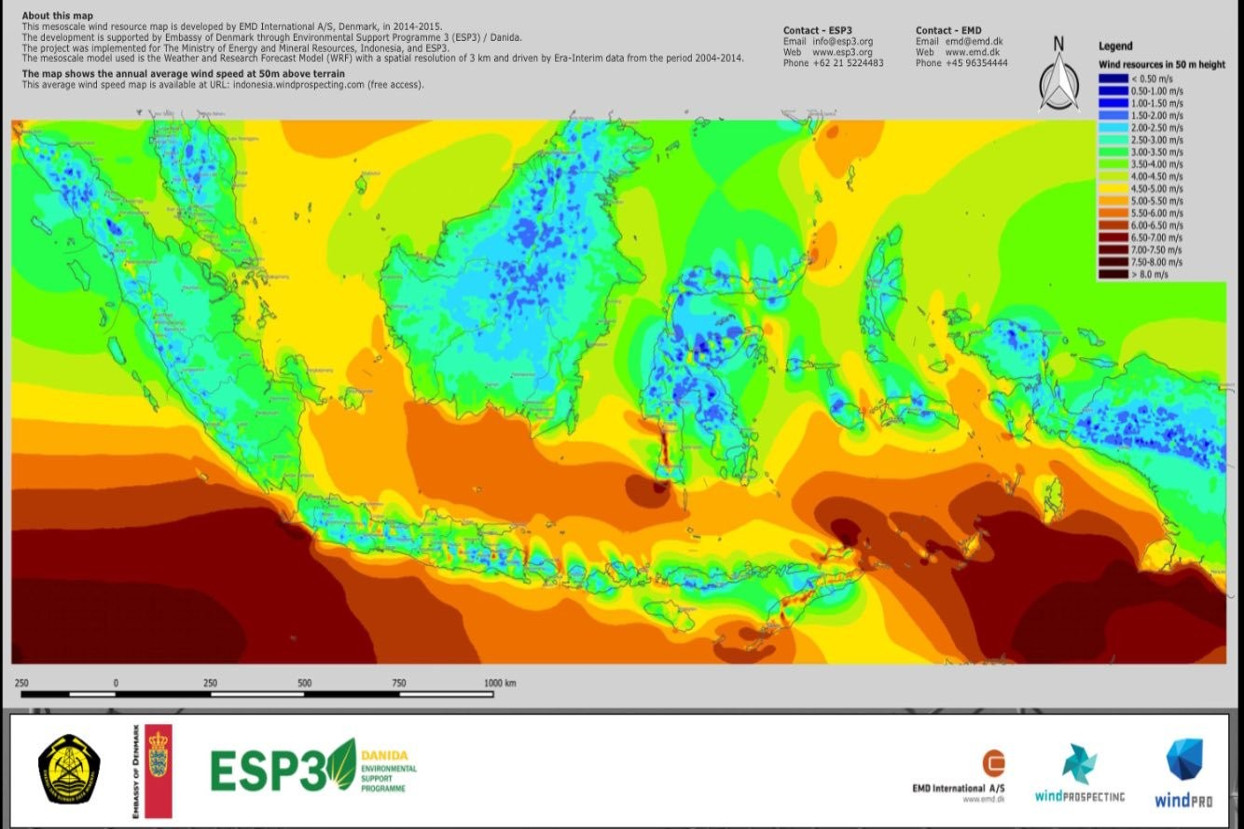 About this map
This mesoscale wind resource map is developed by EMD International A/S, Denmark, in 2014-2015.
The development is supported by Embassy of Denmark through Environmental Support Programme 3 (ESP3) / Danida.
The project was implemented for The Ministry of Energy and Mineral Resources, Indonesia, and ESP3.
The mesoscale model used is the Weather and Research Forecast Model (WRF) with a spatial resolution of 3 km and driven by Era-Interim data from the period 2004-2014.
The map shows the annual average wind speed at 50m above terrain
This average wind speed map is available at URL: indonesia.windprospecting.com (free access).
Contact - ESP3
Email info@esp3.org
Web www.esp3.org
Phone +62 21 5224483
Contact - EMD
Email emd@emd.dk
Web www.emd.dk
Phone +45 96354444
N
Legend
Wind resources in 50 m height
< 0.50 m/s
0.50-1.00 m/s
1.00-1.50 m/s
1.50-2.00 m/s
2.00-2.50 m/s
2.50-3.00 m/s
3.00-3.50 m/s
3.50-4.00 m/s
4.00-4.50 m/s
4.50-5.00 m/s
5.00-5.50 m/s
5.50-6.00 m/s
6.00-6.50 m/s
6.50-7.00 m/s
7.00-7.50 m/s
7.50-8.00 m/s
> 8.0 m/s
250 0 250 500 750 1000 km
EMBASSY OF DENMARK
ESP3
DANIDA
ENVIRONMENTAL
SUPPORT
PROGRAMME
EMD International A/S
www.emd.dk
windPROSPECTING
windPRO